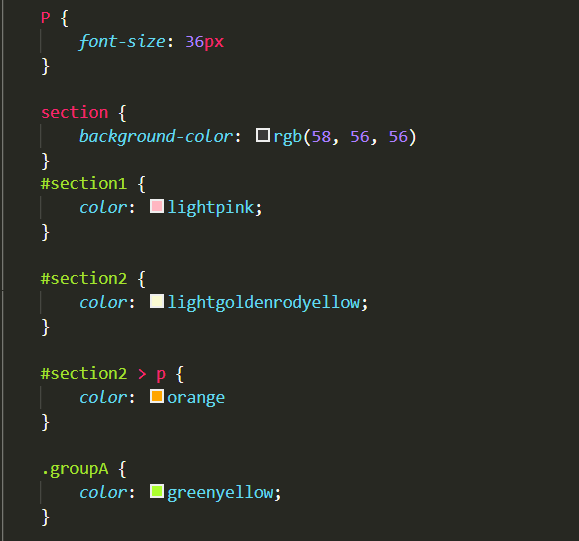 P {
font-size: 36px
}
section {
background-color: rgb(58, 56, 56)
}
#section1 {
color: lightpink;
}
#section2 {
color: lightgoldenrodyellow;
}
#section2 > p {
color: orange
}
.groupA {
color: greenyellow;
}